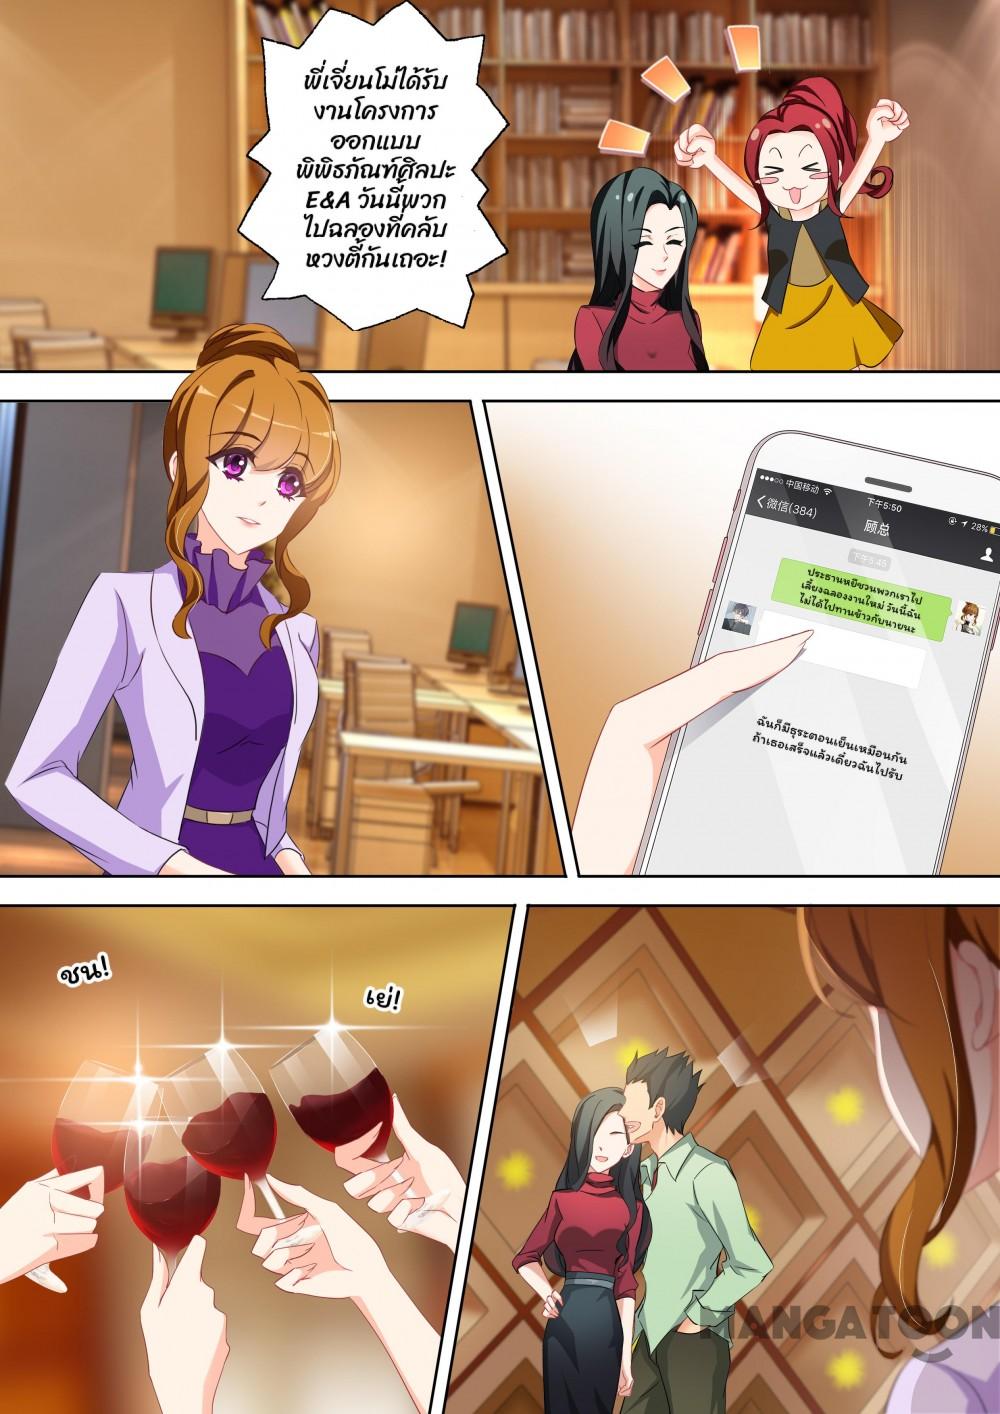 พี่เจี่ยนโม่ได้รับ
งานโครงการ
ออกแบบ
พิพิธภัณฑ์ศิลปะ
E&A วันนี้พวก
ไปฉลองที่คลับ
หวงตี้กันเถอะ!
中国移动
下午5:50
28%
微信(384)
顾总
下午5:45
ประธานหยีชวนพวกเราไป
เลี้ยงฉลองงานใหม่ วันนี้ฉัน
ไม่ได้ไปทานข้าวกับนายนะ
ฉันก็มีธุระตอนเย็นเหมือนกัน
ถ้าเธอเสร็จแล้วเดี๋ยวฉันไปรับ
ชน!
เย่!
MANGATOON